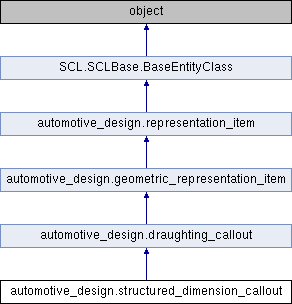 object
SCL.SCLBase.BaseEntityClass
automotive_design.representation_item
automotive_design.geometric_representation_item
automotive_design.draughting_callout
automotive_design.structured_dimension_callout